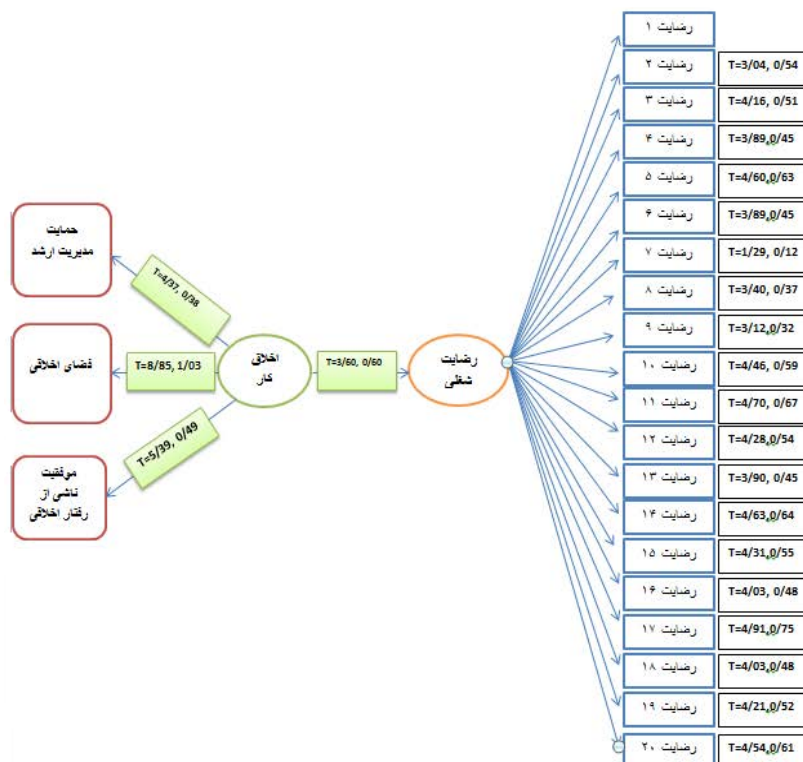 رضایت ۱
رضایت ۲
T=3/04, 0/54
رضایت ۳
T=4/16, 0/51
رضایت ۴
T=3/89,0/45
رضایت ۵
T=4/60,0/63
رضایت ۶
T=3/89,0/45
رضایت ۷
T=1/29, 0/12
رضایت ۸
T=3/40, 0/37
رضایت ۹
T=3/12,0/32
رضایت ۱۰
T=4/46, 0/59
رضایت ۱۱
T=4/70, 0/67
رضایت ۱۲
T=4/28,0/54
رضایت ۱۳
T=3/90, 0/45
رضایت ۱۴
T=4/63,0/64
رضایت ۱۵
T=4/31,0/55
رضایت ۱۶
T=4/03, 0/48
رضایت ۱۷
T=4/91,0/75
رضایت ۱۸
T=4/03,0/48
رضایت ۱۹
T=4/21,0/52
رضایت ۲۰
T=4/54,0/61
رضایت
شغلی
T=3/60, 0/60
اخلاق
کار
T=4/37, 0/38
T=8/85, 1/03
T=5/39, 0/49
حمایت
مدیریت ارشد
فضای اخلاقی
موفقیت
ناشی از
رفتار اخلاقی